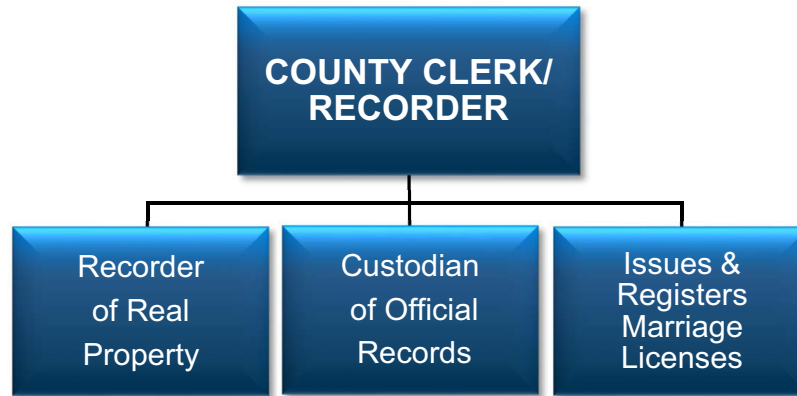 COUNTY CLERK/
RECORDER
Recorder
of Real
Property
Custodian
of Official
Records
Issues &
Registers
Marriage
Licenses